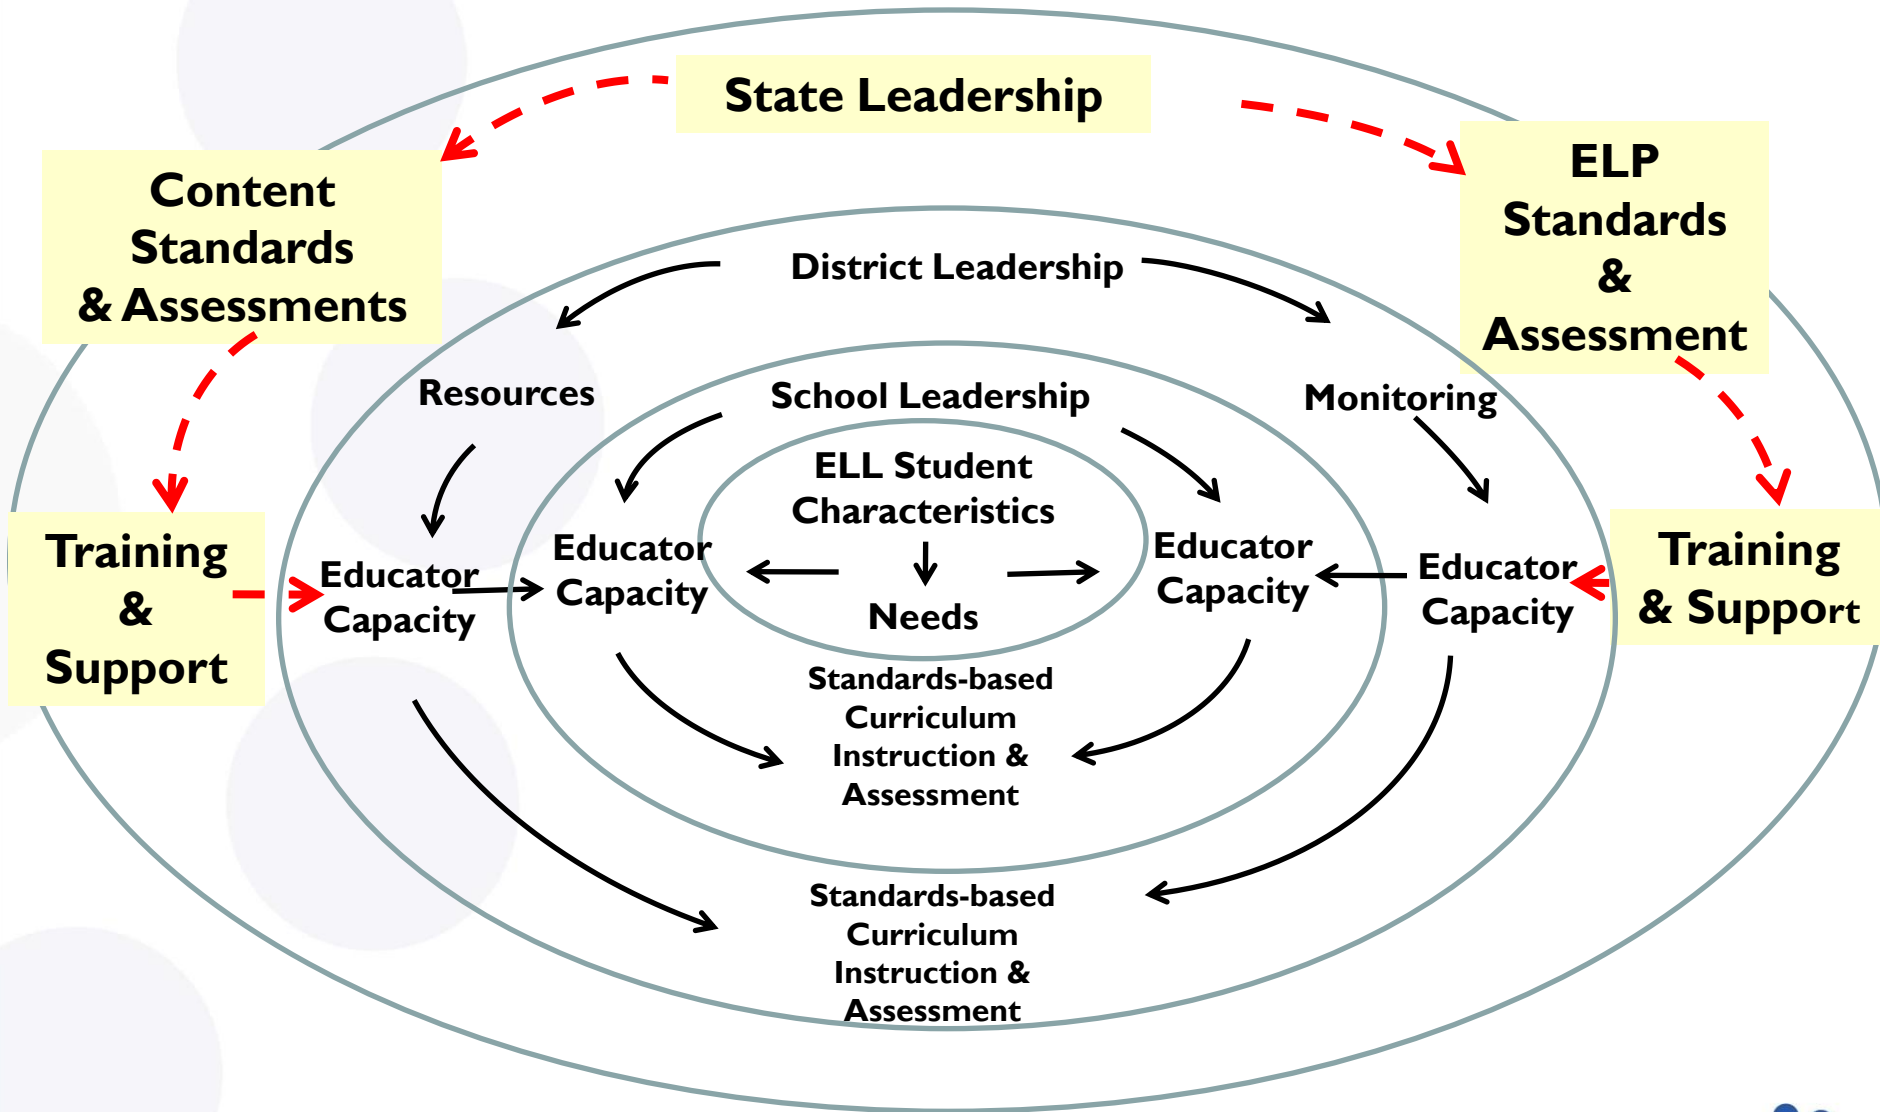 State Leadership
Content
Standards
& Assessments
ELP
Standards
&
Assessment
District Leadership
Resources
School Leadership
Monitoring
ELL Student
Characteristics
Needs
Educator
Capacity
Educator
Capacity
Educator
Capacity
Educator
Capacity
Training
&
Support
Training
& Support
Standards-based
Curriculum
Instruction &
Assessment
Standards-based
Curriculum
Instruction &
Assessment